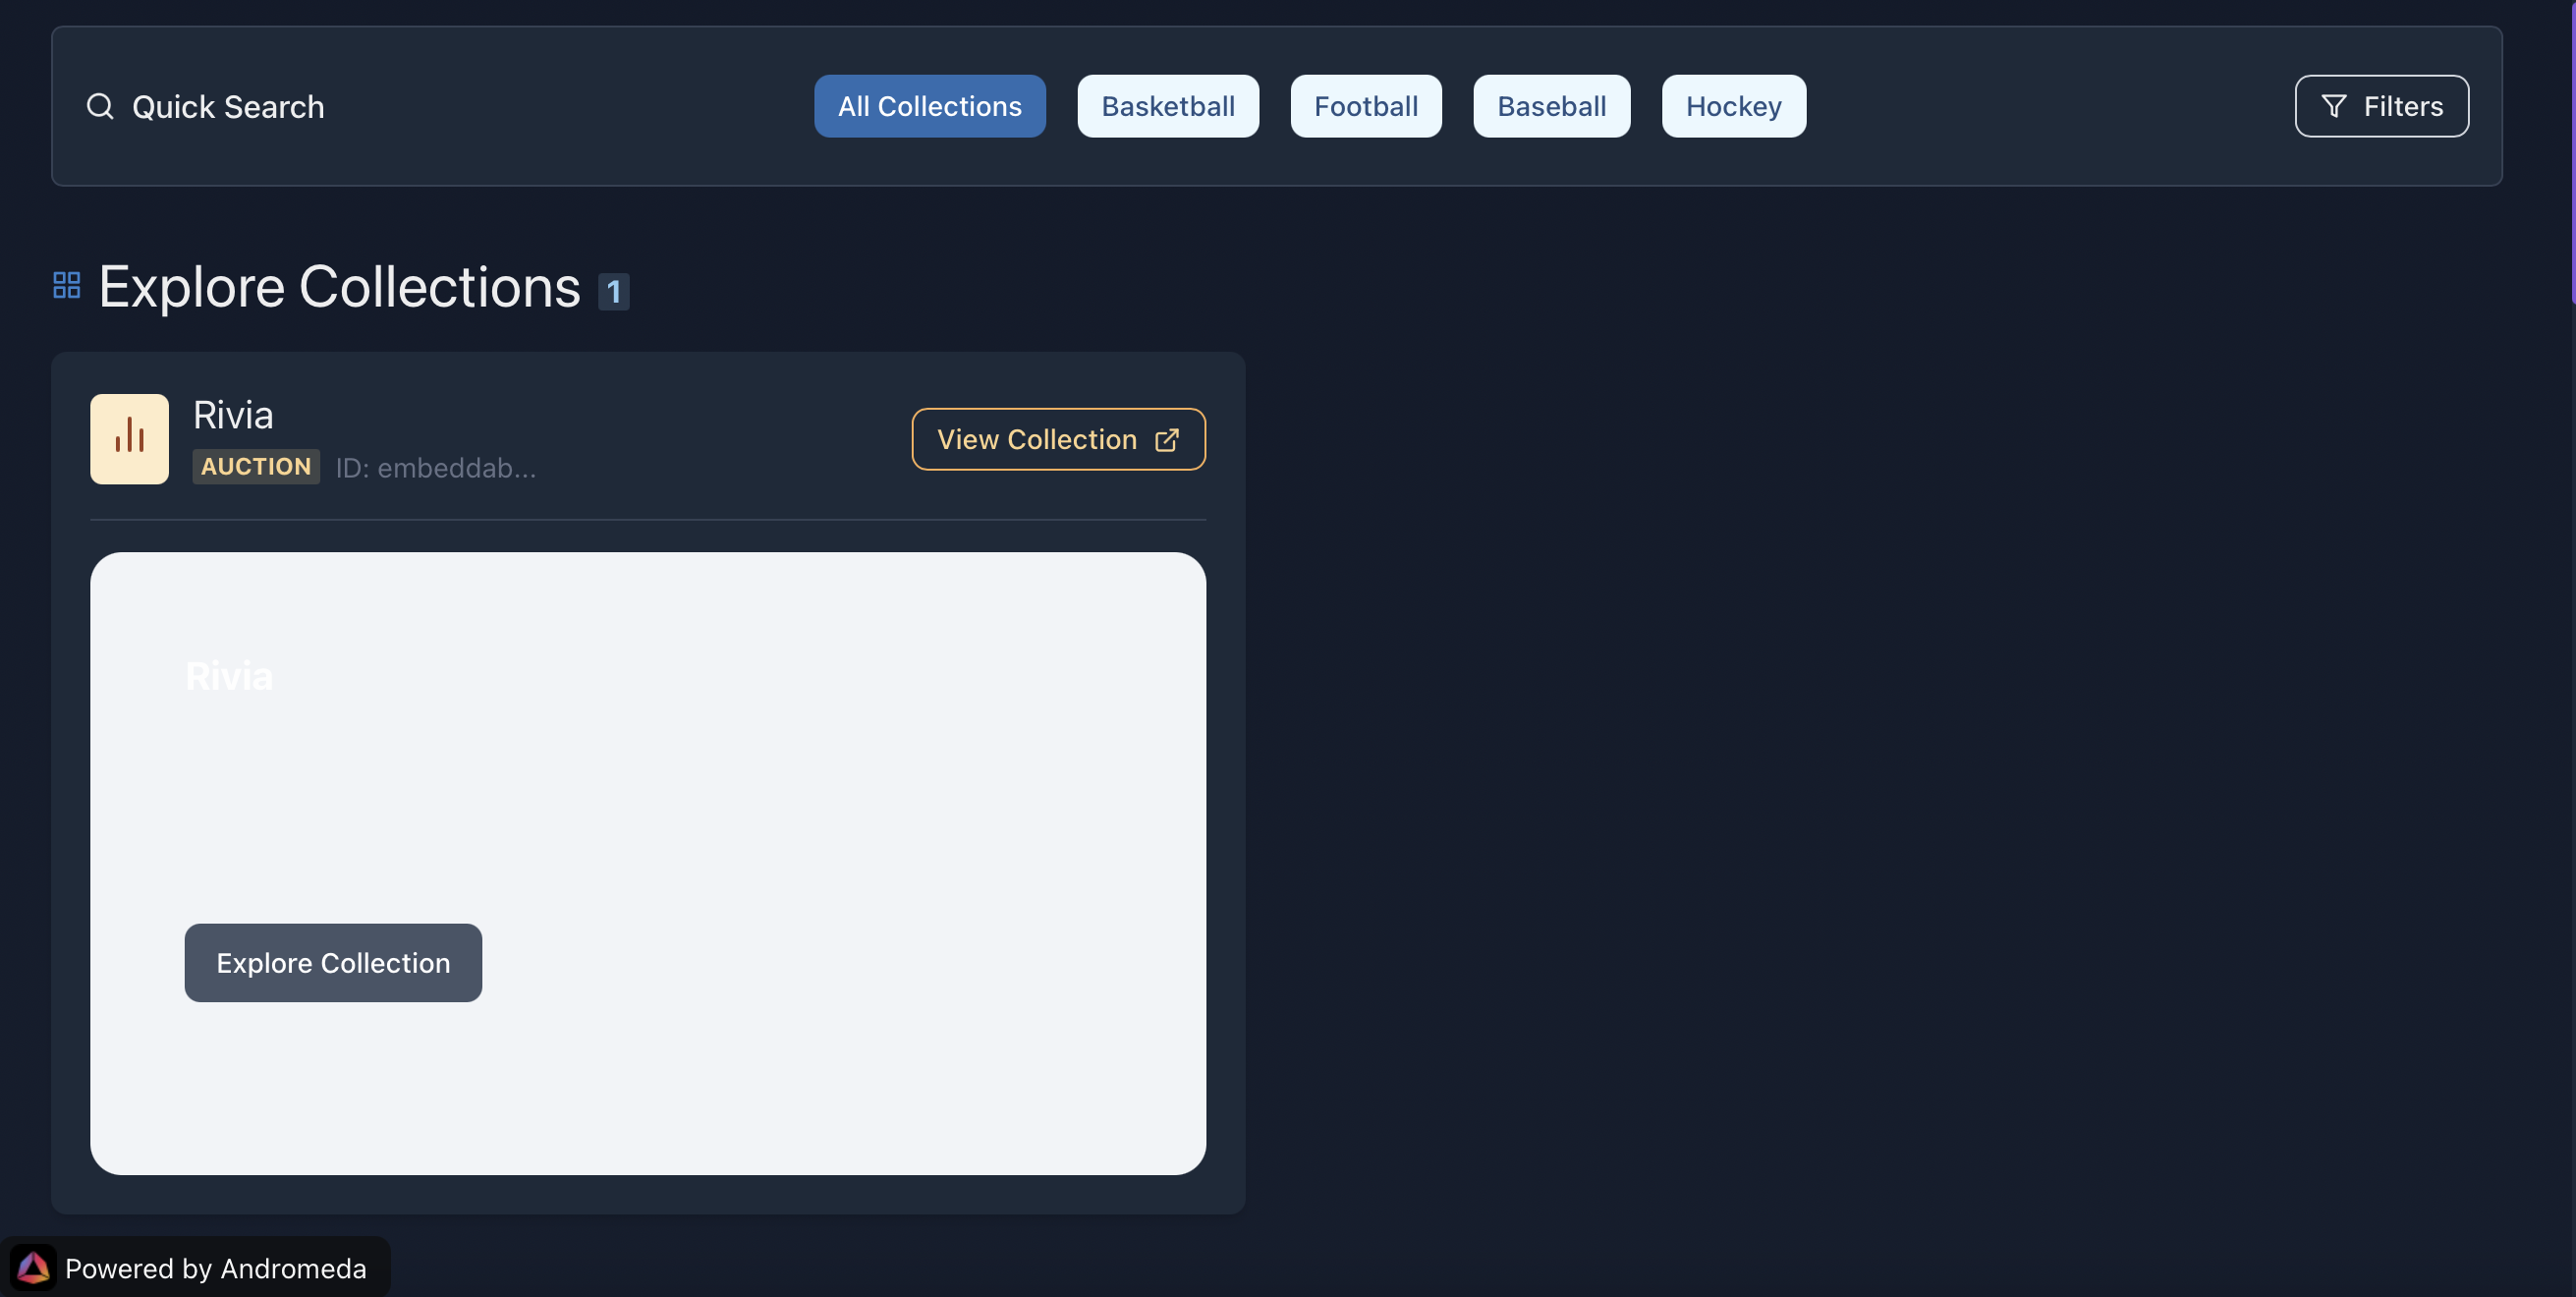 Quick Search
All Collections
Basketball
Football
Baseball
Hockey
Filters
Explore Collections 1
Rivia
AUCTION ID: embeddab...
View Collection
Rivia
Explore Collection
Powered by Andromeda